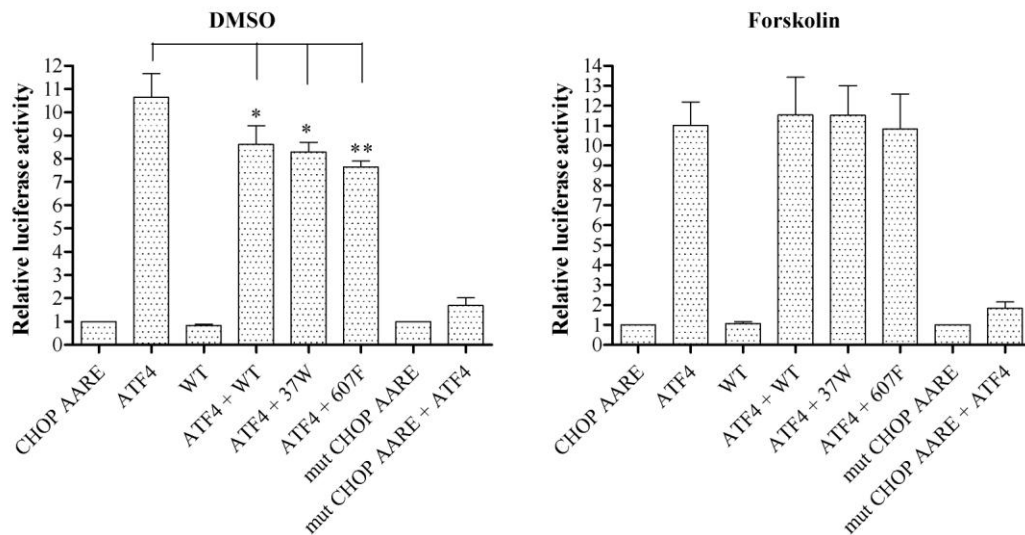 DMSO
Relative luciferase activity
12
11
10
9
8
7
6
5
4
3
2
1
0
*
*
**
CHOP AARE
ATF4
WT
ATF4 + WT
ATF4 + 37W
ATF4 + 607F
mut CHOP AARE
mut CHOP AARE + ATF4
Forskolin
Relative luciferase activity
14
13
12
11
10
9
8
7
6
5
4
3
2
1
0
CHOP AARE
ATF4
WT
ATF4 + WT
ATF4 + 37W
ATF4 + 607F
mut CHOP AARE
mut CHOP AARE + ATF4